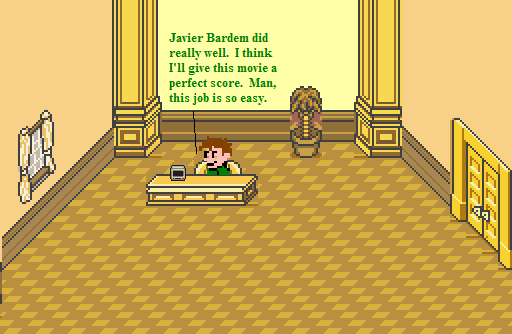 Javier Bardem did
really well.  I think
I'll give this movie a
perfect score.  Man,
this job is so easy.